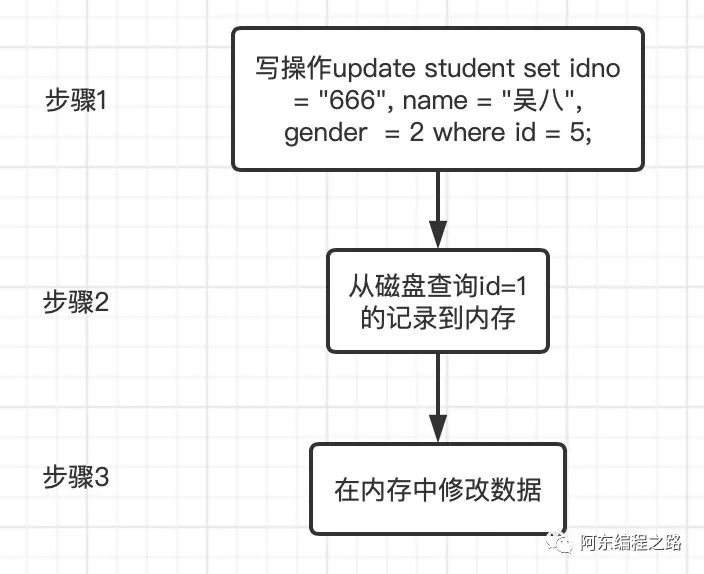 步骤1
写操作update student set idno
= "666", name = "吴八",
gender = 2 where id = 5;
步骤2
从磁盘查询id=1
的记录到内存
步骤3
在内存中修改数据
阿东编程之路